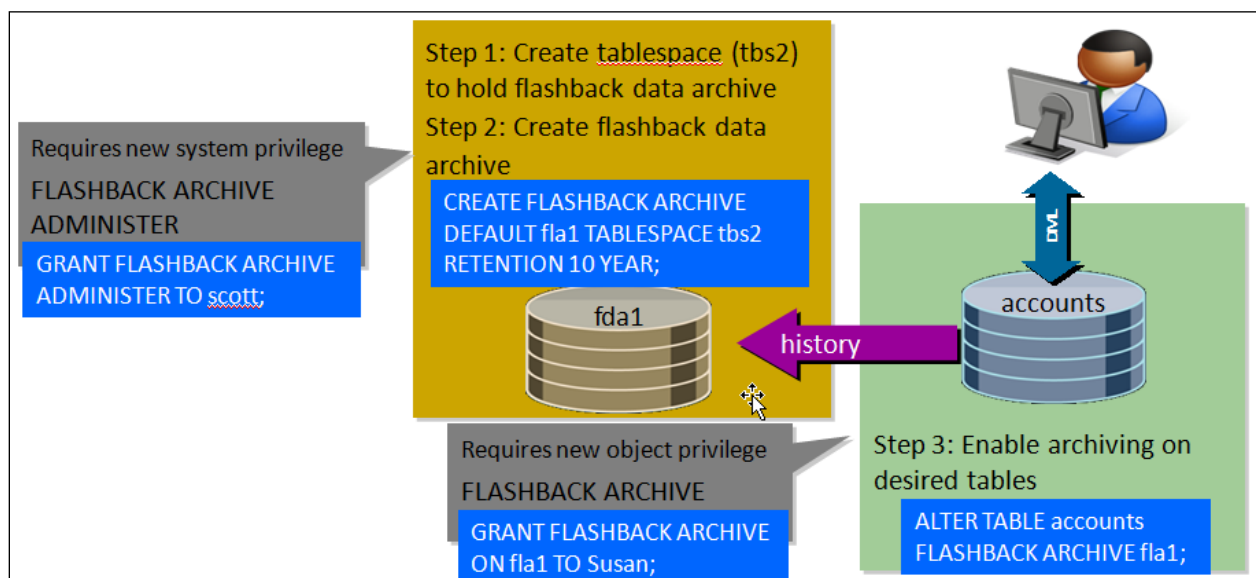 Step 1: Create tablespace (tbs2)
to hold flashback data archive
Step 2: Create flashback data
archive
CREATE FLASHBACK ARCHIVE
DEFAULT fla1 TABLESPACE tbs2
RETENTION 10 YEAR;
Requires new system privilege
FLASHBACK ARCHIVE
ADMINISTER
GRANT FLASHBACK ARCHIVE
ADMINISTER TO scott;
fda1
history
DML
accounts
Requires new object privilege
FLASHBACK ARCHIVE
GRANT FLASHBACK ARCHIVE
ON fla1 TO Susan;
Step 3: Enable archiving on
desired tables
ALTER TABLE accounts
FLASHBACK ARCHIVE fla1;